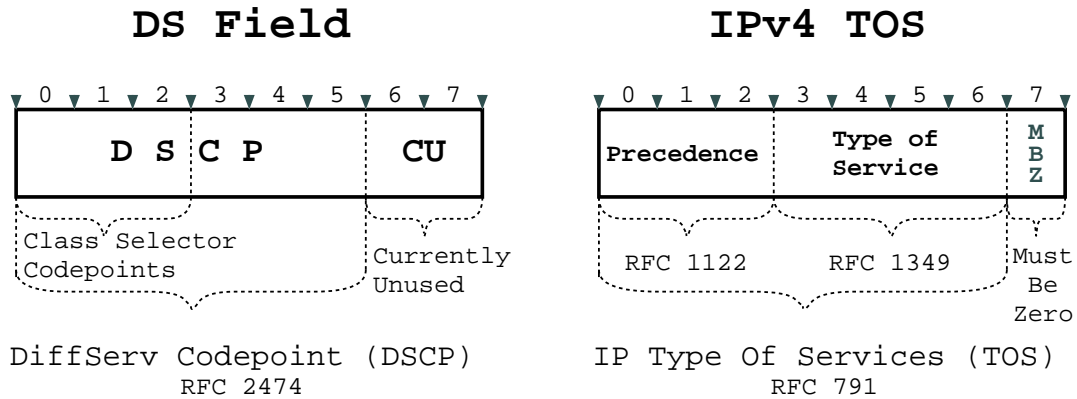 DS Field
0 1 2 3 4 5 6 7
D S C P CU
Class Selector
Codepoints
Currently
Unused
DiffServ Codepoint (DSCP)
RFC 2474
IPv4 TOS
0 1 2 3 4 5 6 7
Precedence
Type of
Service
M
B
Z
RFC 1122
RFC 1349
Must
Be
Zero
IP Type Of Services (TOS)
RFC 791